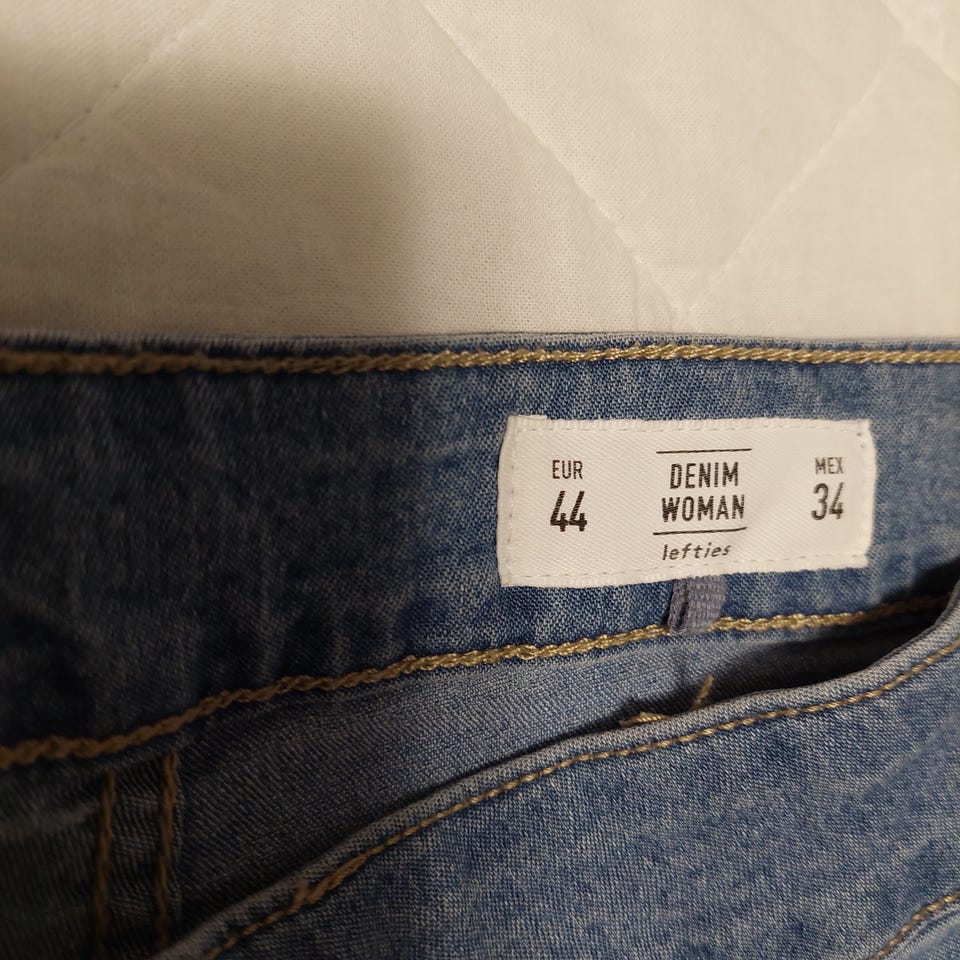 EUR
44
DENIM
WOMAN
lefties
MEX
34